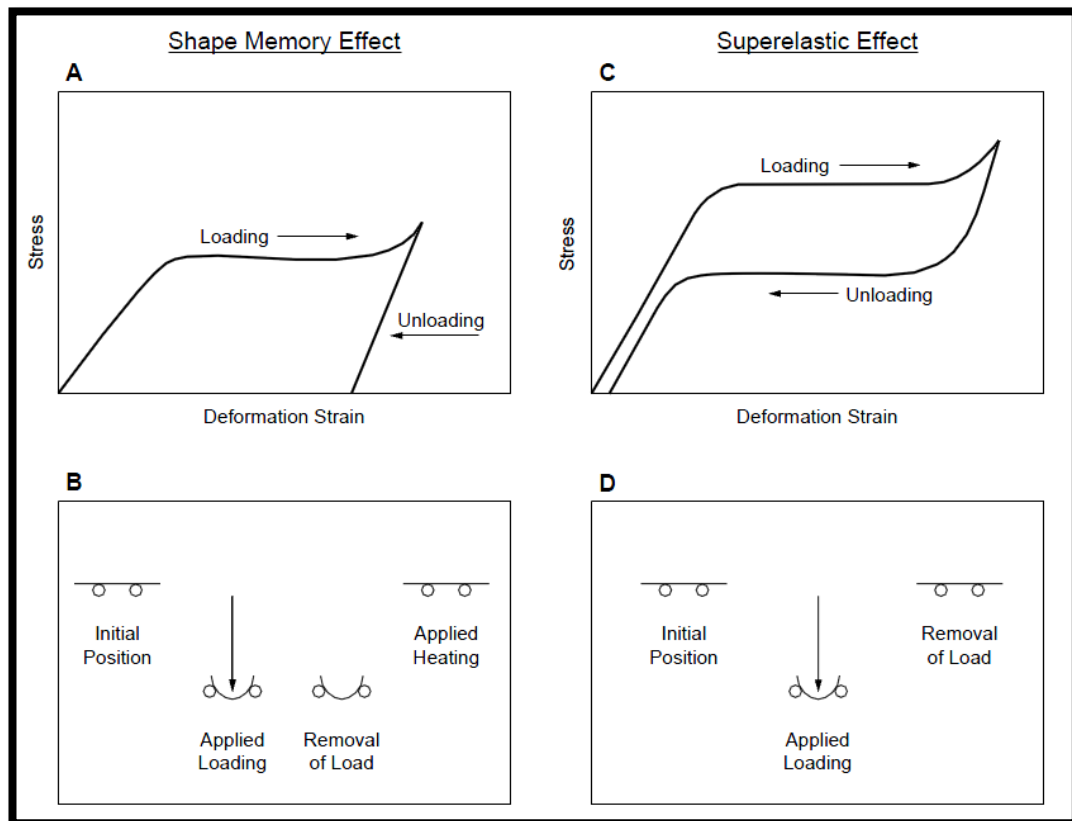 Shape Memory Effect
Superelastic Effect
A
Stress
Loading
Unloading
Deformation Strain
C
Stress
Loading
Unloading
Deformation Strain
B
Initial
Position
Applied
Loading
Removal
of Load
Applied
Heating
D
Initial
Position
Applied
Loading
Removal
of Load